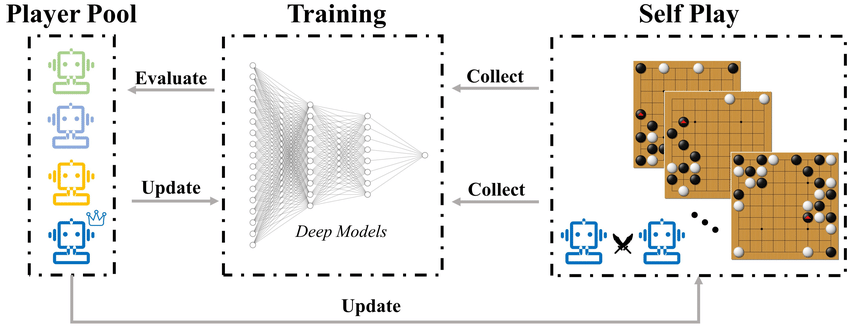 Player Pool
Training
Self Play
Evaluate
Collect
Update
Collect
Deep Models
Update